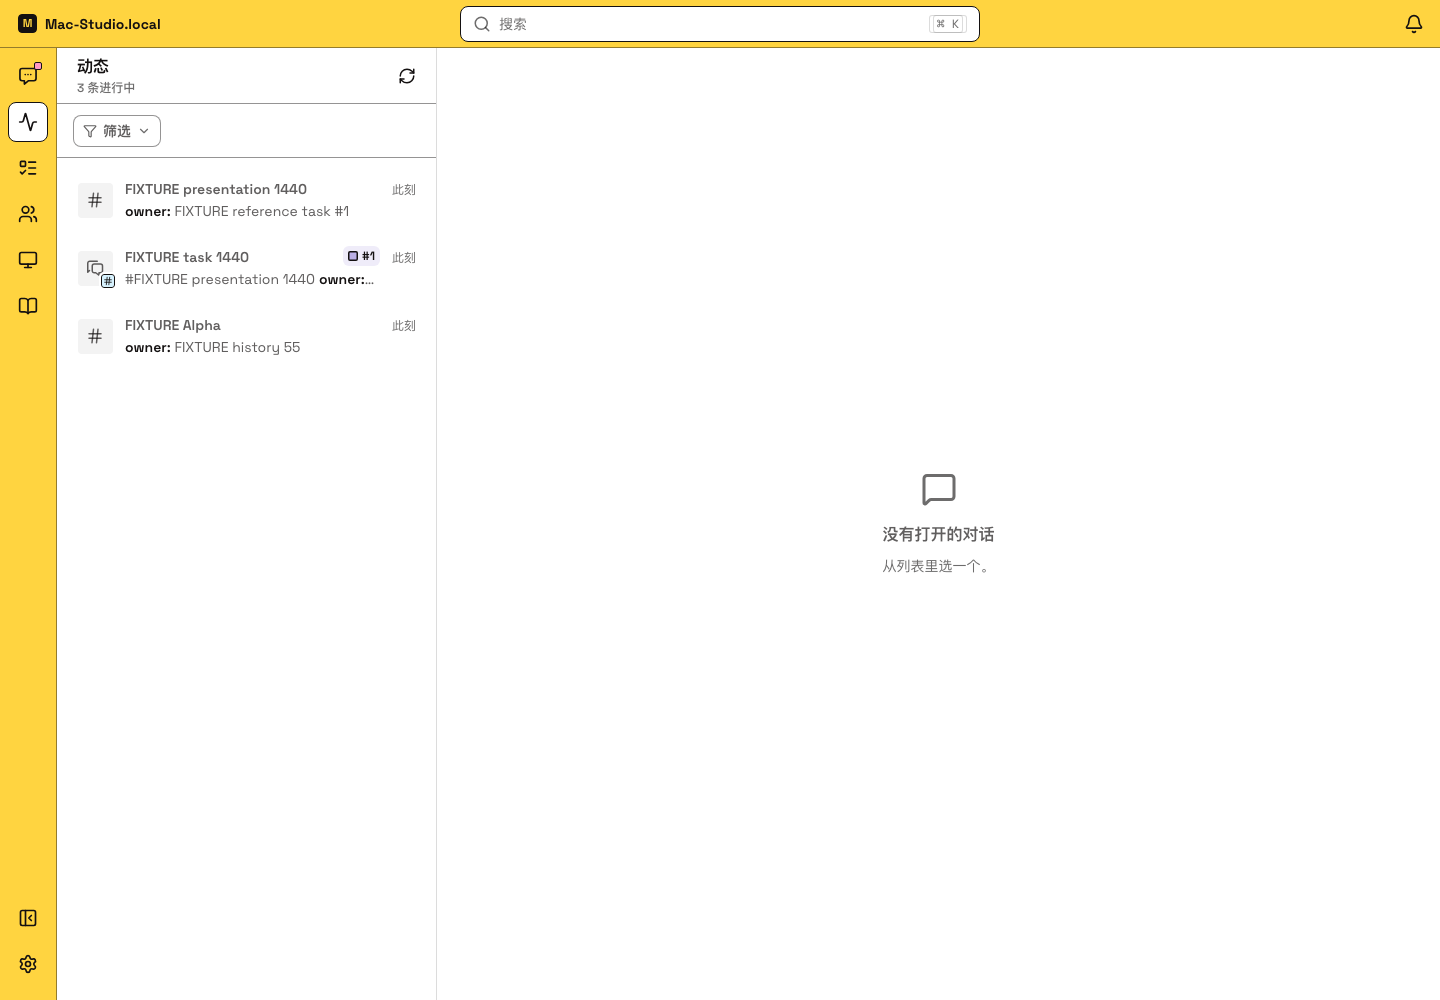 M Mac-Studio.local
搜索
⌘ K
动态
3 条进行中
筛选
FIXTURE presentation 1440 此刻
owner: FIXTURE reference task #1
FIXTURE task 1440 #1 此刻
#FIXTURE presentation 1440 owner:...
FIXTURE Alpha 此刻
owner: FIXTURE history 55
没有打开的对话
从列表里选一个。